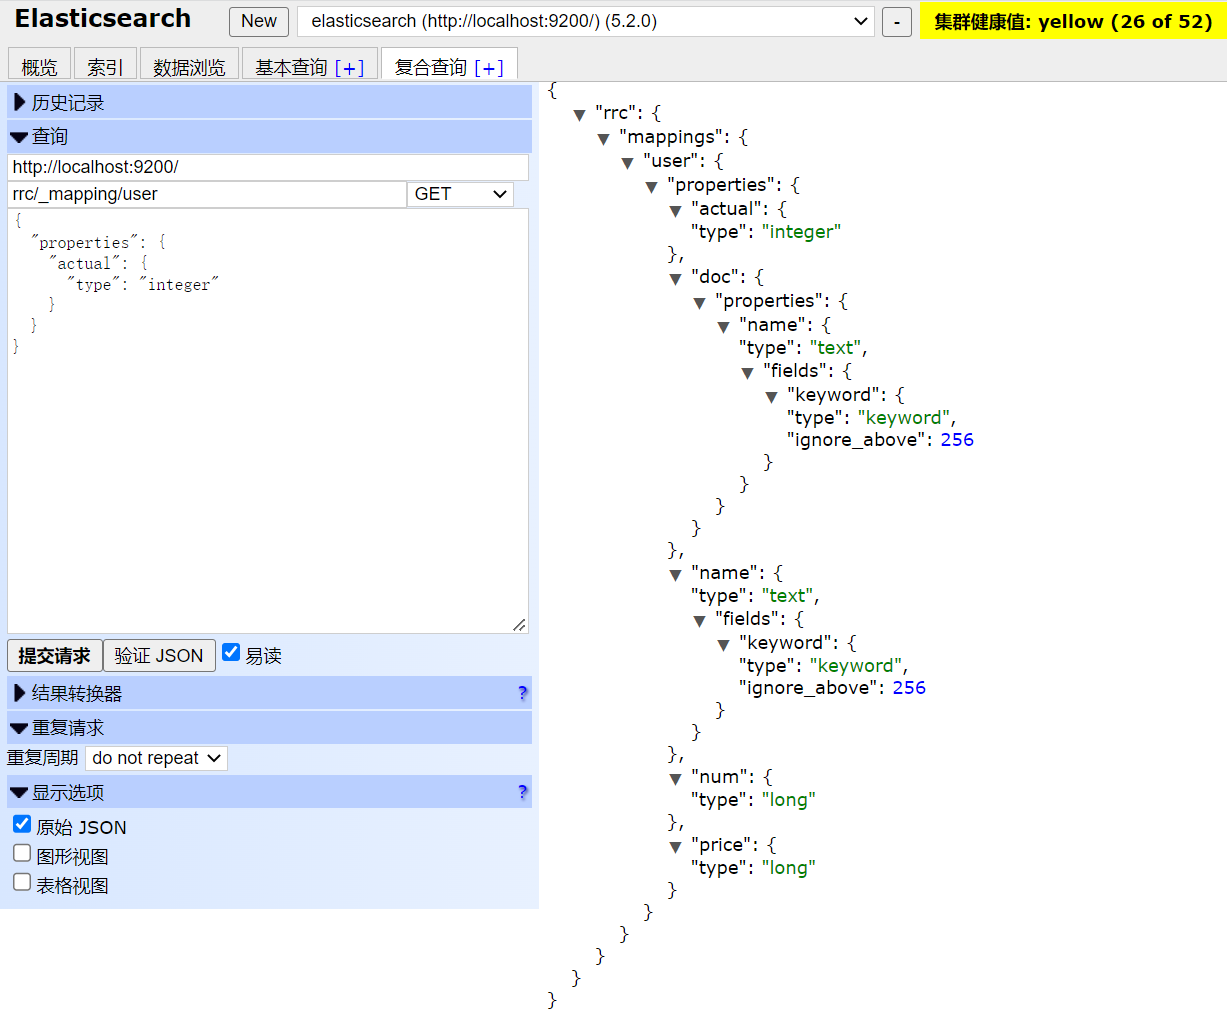 Elasticsearch
New
elasticsearch (http://localhost:9200/) (5.2.0)
-
集群健康值: yellow (26 of 52)
概览
索引
数据浏览
基本查询 [+]
复合查询 [+]
历史记录
查询
http://localhost:9200/
rrc/_mapping/user
GET
{
"properties": {
"actual": {
"type": "integer"
}
}
}
提交请求
验证 JSON
易读
结果转换器
?
重复请求
重复周期
do not repeat
显示选项
?
原始 JSON
图形视图
表格视图
{
"rrc": {
"mappings": {
"user": {
"properties": {
"actual": {
"type": "integer"
},
"doc": {
"properties": {
"name": {
"type": "text",
"fields": {
"keyword": {
"type": "keyword",
"ignore_above": 256
}
}
}
}
},
"name": {
"type": "text",
"fields": {
"keyword": {
"type": "keyword",
"ignore_above": 256
}
}
},
"num": {
"type": "long"
},
"price": {
"type": "long"
}
}
}
}
}
}